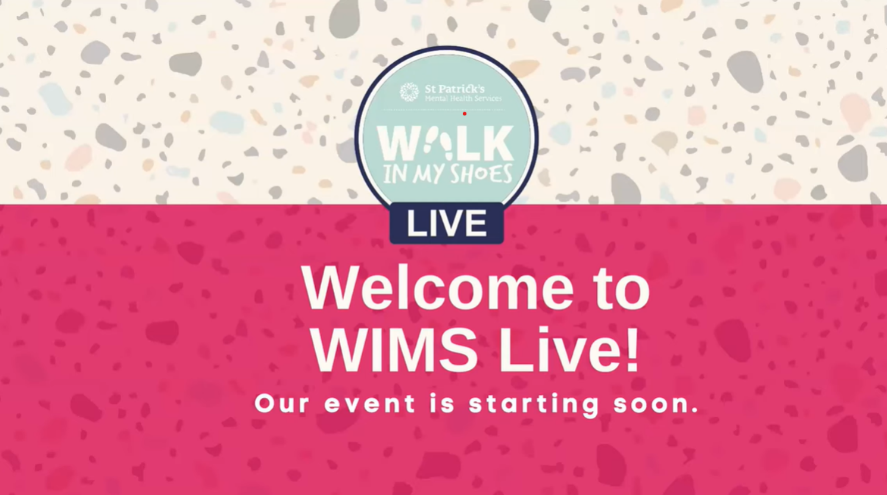 St Patrick's
Mental Health Services
WALK
IN MY SHOES
LIVE
Welcome to
WIMS Live!
Our event is starting soon.